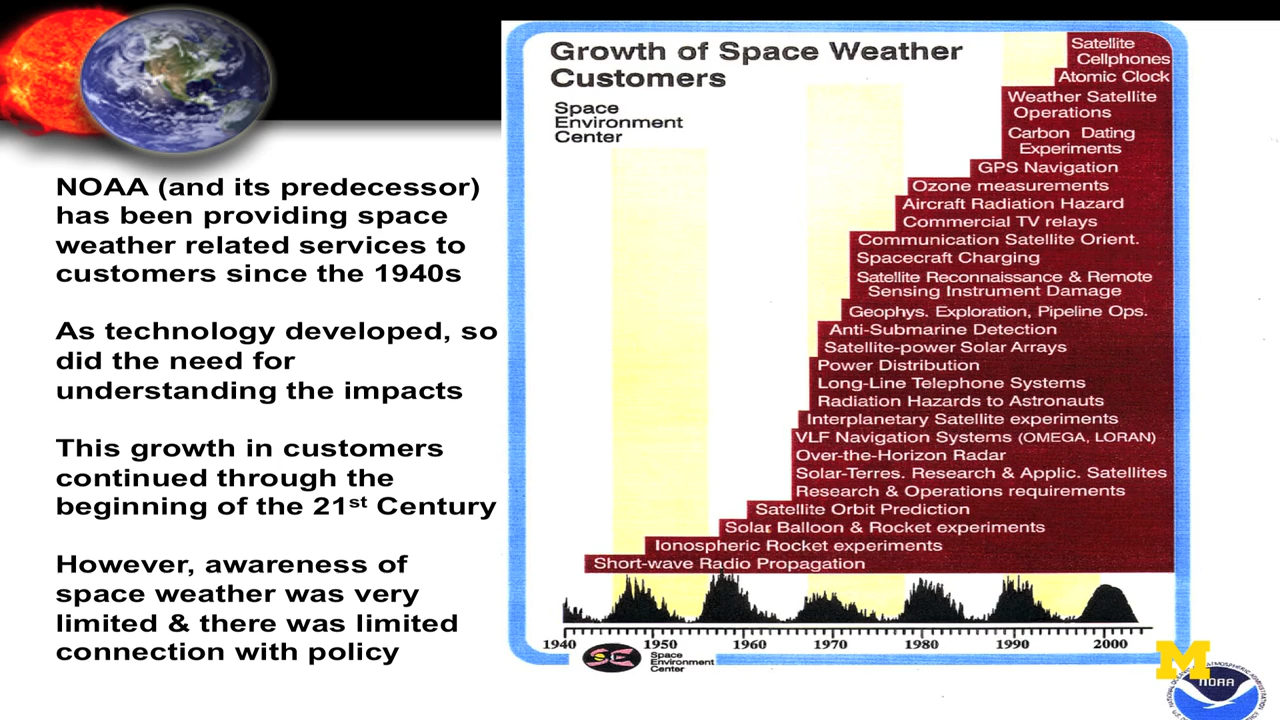 NOAA (and its predecessor)
has been providing space
weather related services to
customers since the 1940s
As technology developed, so
did the need for
understanding the impacts
This growth in customers
continued through the
beginning of the 21st Century
However, awareness of
space weather was very
limited & there was limited
connection with policy
Growth of Space Weather
Customers
Space
Environment
Center
Satellite
Cellphones
Atomic Clock
Weather Satellite
Operations
Carbon Dating
Experiments
GPS Navigation
Ozone measurements
Aircraft Radiation Hazard
Commercial TV relays
Communication Satellite Orient.
Spacecraft Charging
Satellite Reconnaissance & Remote
Sensing Instrument Damage
Geophys. Exploration, Pipeline Ops.
Anti-Submarine Detection
Satellite-power Solar Arrays
Power Distribution
Long-Line Telephone Systems
Radiation Hazards to Astronauts
Interplanetary Satellite experiments
VLF Navigation Systems (OMEGA, LORAN)
Over-the-Horizon Radar
Solar-Terres. Research & Applic. Satellites
Research & Operations requirements
Satellite Orbit Prediction
Solar Balloon & Rocket experiments
Ionospheric Rocket experiments
Short-wave Radio Propagation
1940 1950 1960 1970 1980 1990 2000
Space
Environment
Center
M
NOAA